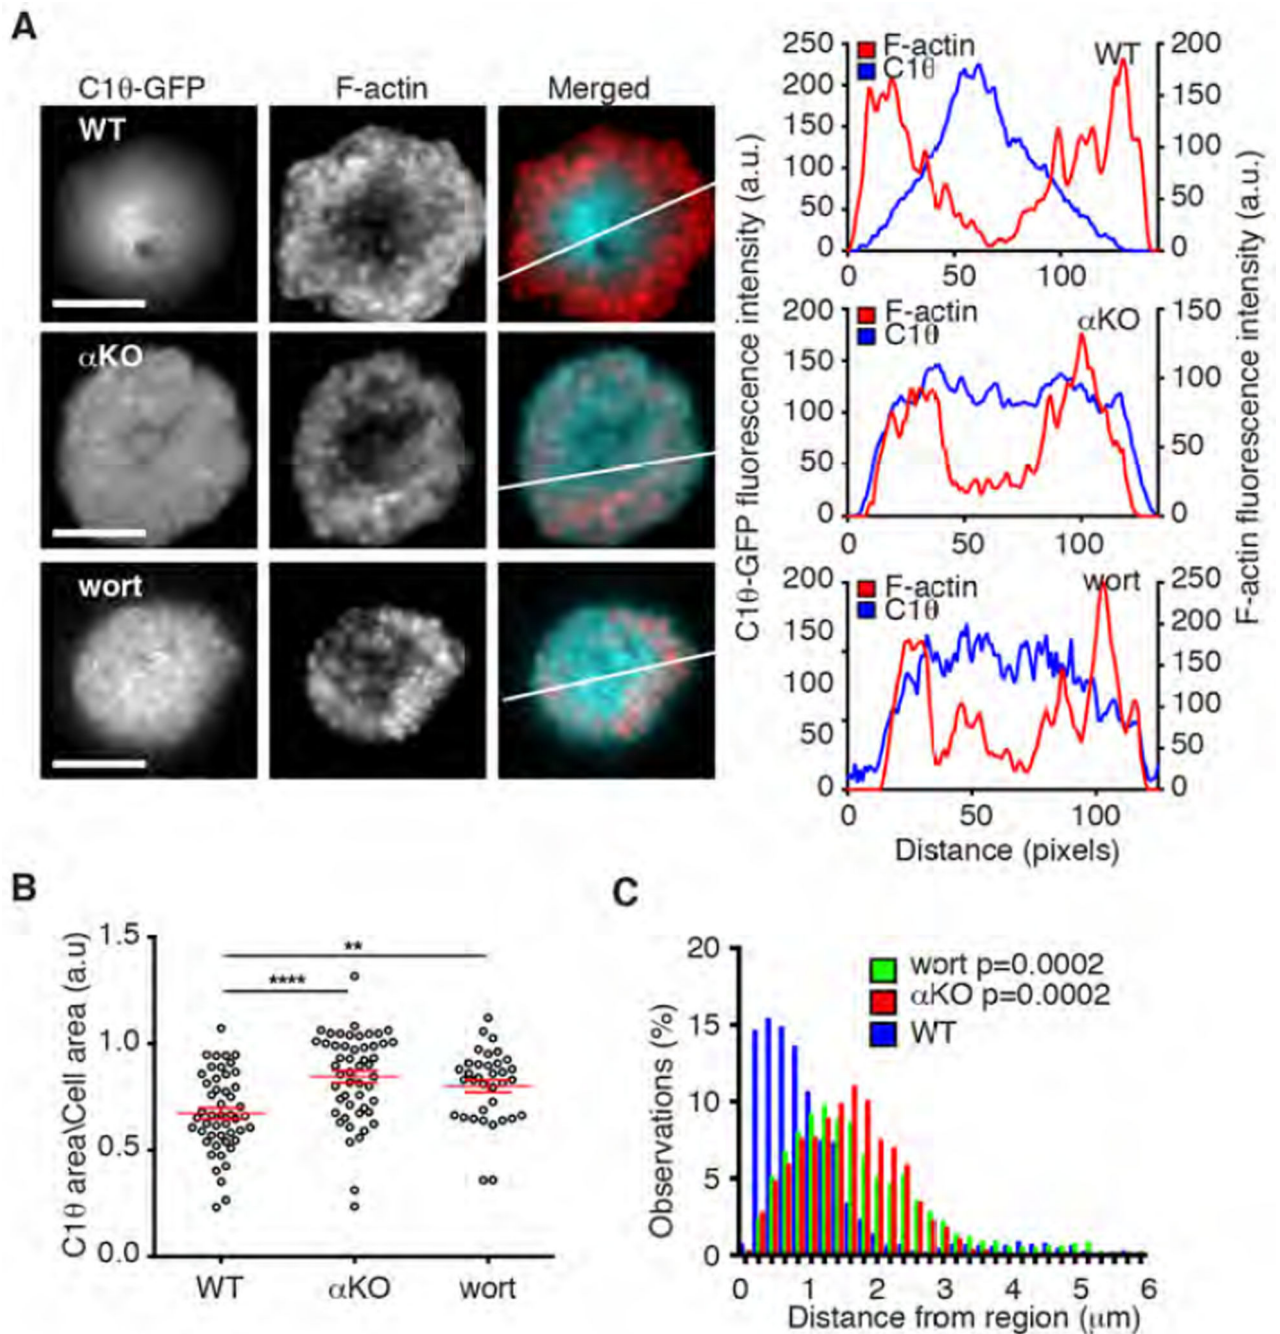 A
C1θ-GFP F-actin Merged
WT
αKO
wort
C1θ-GFP fluorescence intensity (a.u.)
F-actin fluorescence intensity (a.u.)
250
200
150
100
50
0
F-actin
C1θ
WT
200
150
100
50
0
0 50 100
200
150
100
50
0
F-actin
C1θ
αKO
150
100
50
0
0 50 100
200
150
100
50
0
F-actin
C1θ
wort
250
200
150
100
50
0
0 50 100
Distance (pixels)
B
C1θ area\Cell area (a.u)
1.5
1.0
0.5
0.0
**
****
WT αKO wort
C
Observations (%)
20
15
10
5
0
wort p=0.0002
αKO p=0.0002
WT
0 1 2 3 4 5 6
Distance from region (μm)